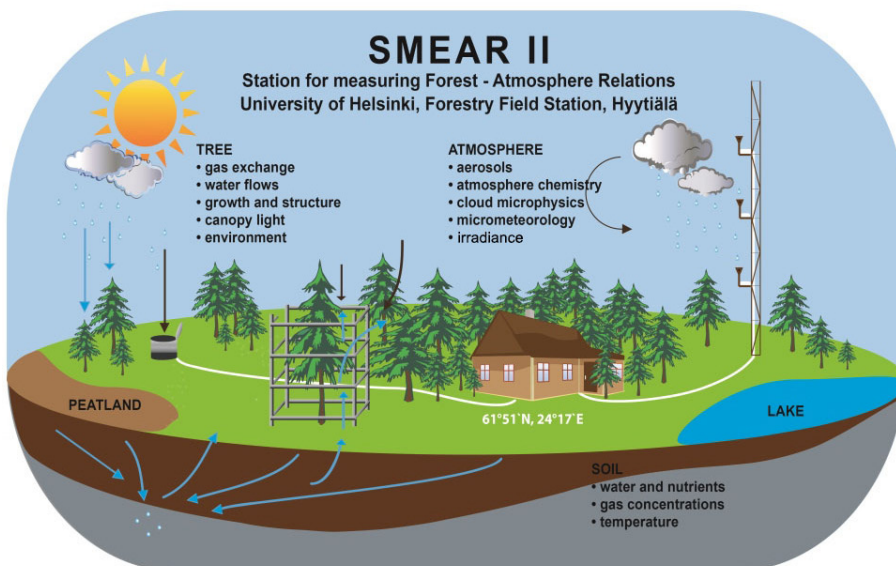 SMEAR II
Station for measuring Forest - Atmosphere Relations
University of Helsinki, Forestry Field Station, Hyytiälä
TREE
• gas exchange
• water flows
• growth and structure
• canopy light
• environment
ATMOSPHERE
• aerosols
• atmosphere chemistry
• cloud microphysics
• micrometeorology
• irradiance
PEATLAND
61°51`N, 24°17`E
LAKE
SOIL
• water and nutrients
• gas concentrations
• temperature